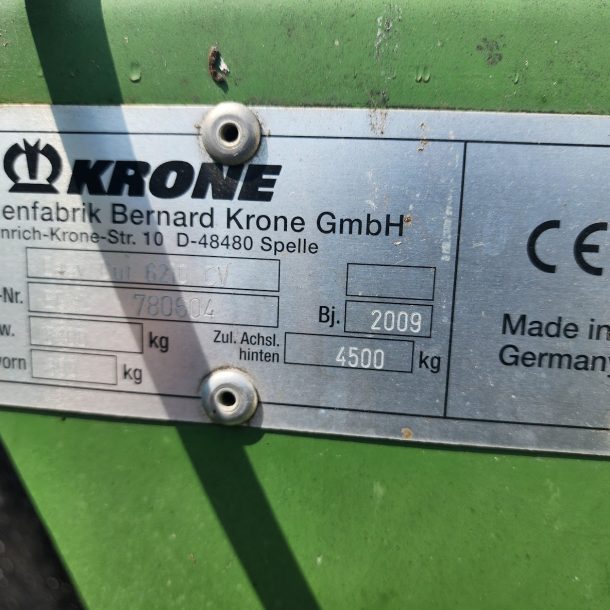 KRONE
enfabrik Bernard Krone GmbH
nrich-Krone-Str. 10 D-48480 Spelle
-Nr. 780604 Bj. 2009
w. kg Zul. Achsl. hinten 4500 kg
vorn kg
CE
Made in
Germany